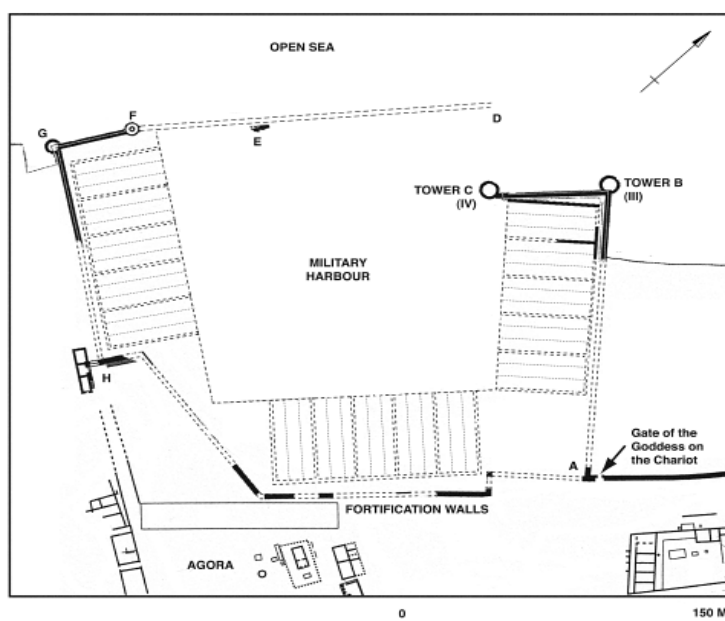 OPEN SEA
F
G
E
D
TOWER C
(IV)
TOWER B
(III)
MILITARY
HARBOUR
H
Gate of the
Goddess on
the Chariot
A
FORTIFICATION WALLS
AGORA
0
150 M